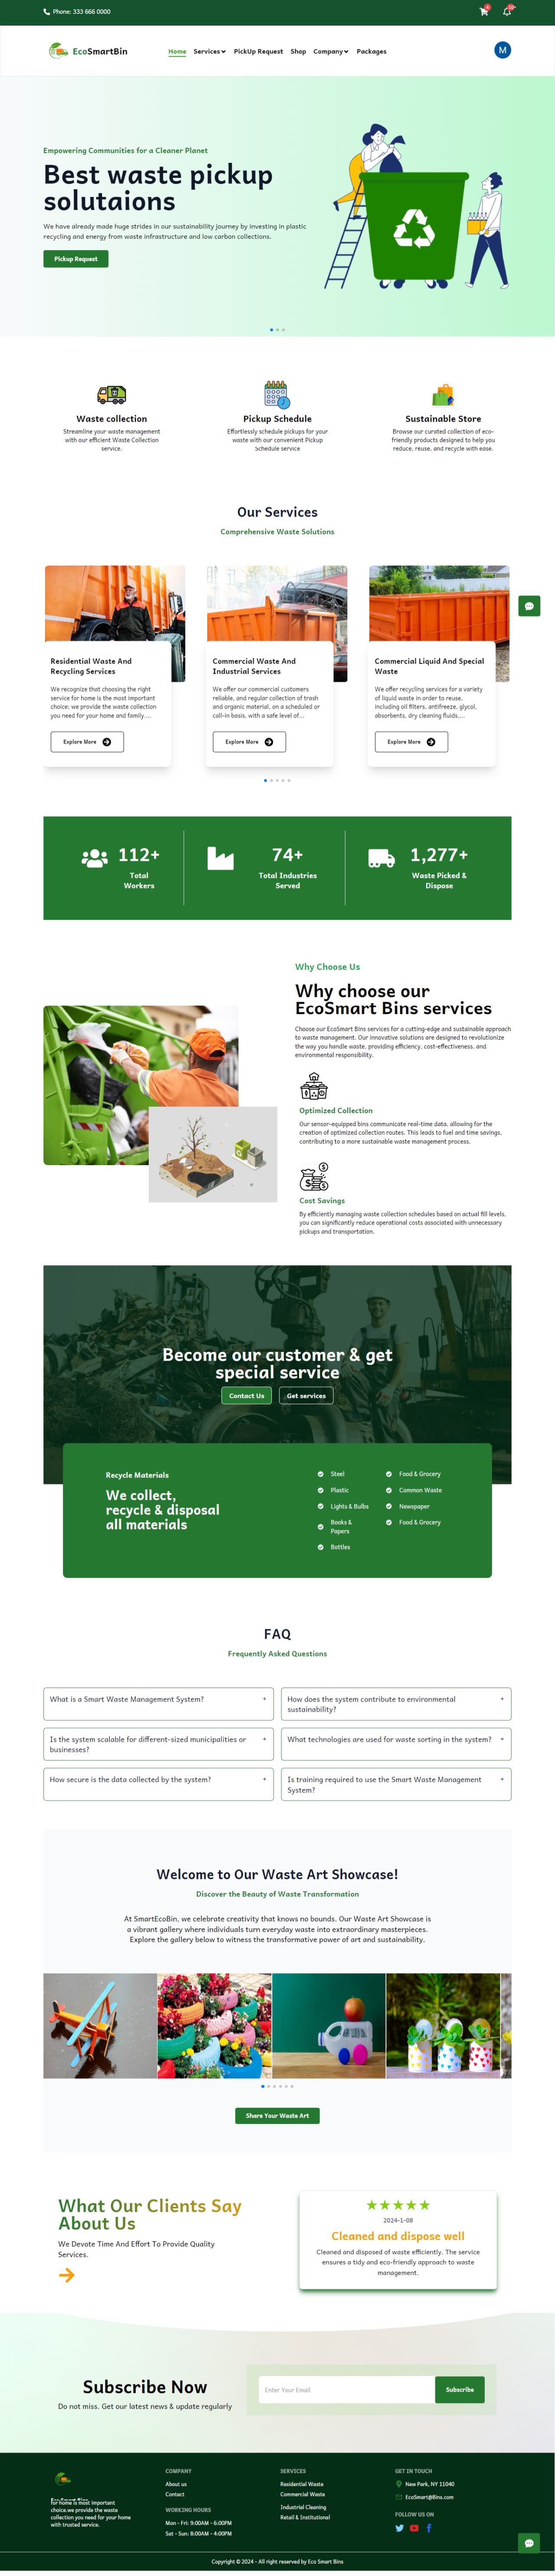 Phone: 333 666 0000
EcoSmartBin
Home Services PickUp Request Shop Company Packages
M
Empowering Communities for a Cleaner Planet
Best waste pickup
solutaions
We have already made huge strides in our sustainability journey by investing in plastic
recycling and energy from waste infrastructure and low carbon collections.
Pickup Request
Waste collection
Streamline your waste management
with our efficient Waste Collection
service.
Pickup Schedule
Effortlessly schedule pickups for your
waste with our convenient Pickup
Schedule service
Sustainable Store
Browse our curated collection of eco-
friendly products designed to help you
reduce, reuse, and recycle with ease.
Our Services
Comprehensive Waste Solutions
Residential Waste And
Recycling Services
We recognize that choosing the right
service for home is the most important
choice; we provide the waste collection
you need for your home and family....
Explore More
Commercial Waste And
Industrial Services
We offer our commercial customers
reliable, and regular collection of trash
and organic material, on a scheduled or
call-in basis, with a safe level of...
Explore More
Commercial Liquid And Special
Waste
We offer recycling services for a variety
of liquid waste in order to reuse,
including oil filters, antifreeze, glycol,
absorbents, dry cleaning fluids,...
Explore More
112+
Total
Workers
74+
Total Industries
Served
1,277+
Waste Picked &
Dispose
Why Choose Us
Why choose our
EcoSmart Bins services
Choose our EcoSmart Bins services for a cutting-edge and sustainable approach
to waste management. Our innovative solutions are designed to revolutionize
the way you handle waste, providing efficiency, cost-effectiveness, and
environmental responsibility.
Optimized Collection
Our sensor-equipped bins communicate real-time data, allowing for the
creation of optimized collection routes. This leads to fuel and time savings,
contributing to a more sustainable waste management process.
Cost Savings
By efficiently managing waste collection schedules based on actual fill levels,
you can significantly reduce operational costs associated with unnecessary
pickups and transportation.
Become our customer & get
special service
Contact Us Get services
Recycle Materials
We collect,
recycle & disposal
all materials
Steel
Plastic
Lights & Bulbs
Books &
Papers
Bottles
Food & Grocery
Common Waste
Newspaper
Food & Grocery
FAQ
Frequently Asked Questions
What is a Smart Waste Management System? +
How does the system contribute to environmental +
sustainability?
Is the system scalable for different-sized municipalities or +
businesses?
What technologies are used for waste sorting in the system? +
How secure is the data collected by the system? +
Is training required to use the Smart Waste Management +
System?
Welcome to Our Waste Art Showcase!
Discover the Beauty of Waste Transformation
At SmartEcoBin, we celebrate creativity that knows no bounds. Our Waste Art Showcase is
a vibrant gallery where individuals turn everyday waste into extraordinary masterpieces.
Explore the gallery below to witness the transformative power of art and sustainability.
Share Your Waste Art
What Our Clients Say
About Us
We Devote Time And Effort To Provide Quality
Services.
2024-1-08
Cleaned and dispose well
Cleaned and disposed of waste efficiently. The service
ensures a tidy and eco-friendly approach to waste
management.
Subscribe Now
Do not miss. Get our latest news & update regularly
Enter Your Email
Subscribe
for home is most important
choice.we provide the waste
collection you need for your home
with trusted service.
COMPANY
About us
Contact
WORKING HOURS
Mon - Fri: 9:00AM - 6:00PM
Sat - Sun: 8:00AM - 4:00PM
SERVICES
Residential Waste
Commercial Waste
Industrial Cleaning
Retail & Institutional
GET IN TOUCH
New Park, NY 11040
EcoSmart@Bins.com
FOLLOW US ON
Copyright © 2024 - All right reserved by Eco Smart Bins